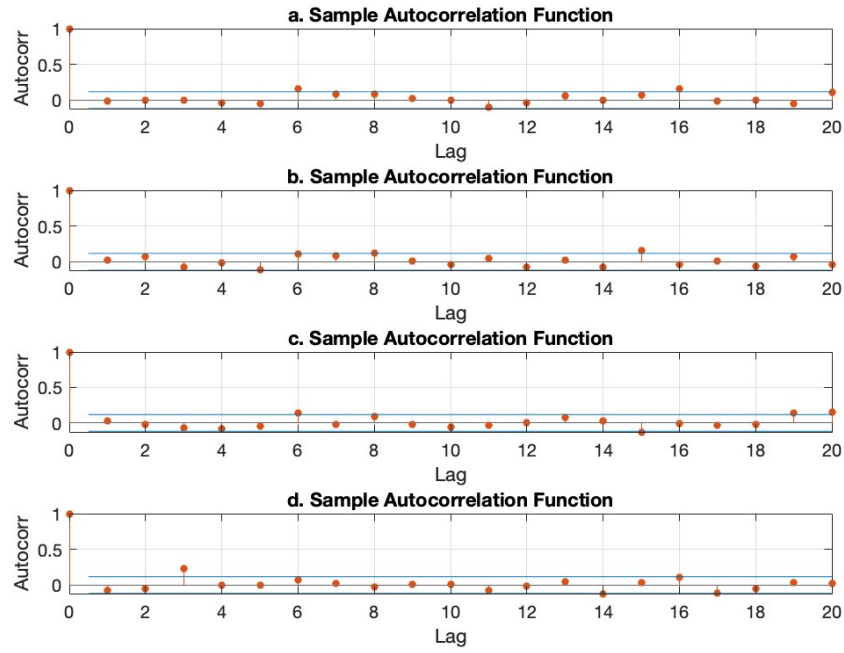 a. Sample Autocorrelation Function
Autocorr
1
0.5
0
0 2 4 6 8 10 12 14 16 18 20
Lag
b. Sample Autocorrelation Function
Autocorr
1
0.5
0
0 2 4 6 8 10 12 14 16 18 20
Lag
c. Sample Autocorrelation Function
Autocorr
1
0.5
0
0 2 4 6 8 10 12 14 16 18 20
Lag
d. Sample Autocorrelation Function
Autocorr
1
0.5
0
0 2 4 6 8 10 12 14 16 18 20
Lag